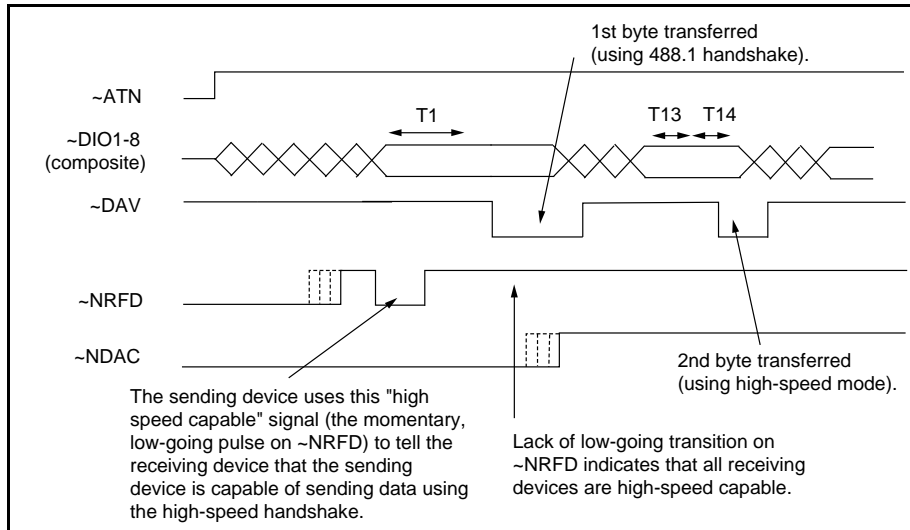 1st byte transferred
(using 488.1 handshake).
~ATN
T1
T13
T14
~DIO1-8
(composite)
~DAV
~NRFD
~NDAC
2nd byte transferred
(using high-speed mode).
The sending device uses this "high
speed capable" signal (the momentary,
low-going pulse on ~NRFD) to tell the
receiving device that the sending
device is capable of sending data using
the high-speed handshake.
Lack of low-going transition on
~NRFD indicates that all receiving
devices are high-speed capable.